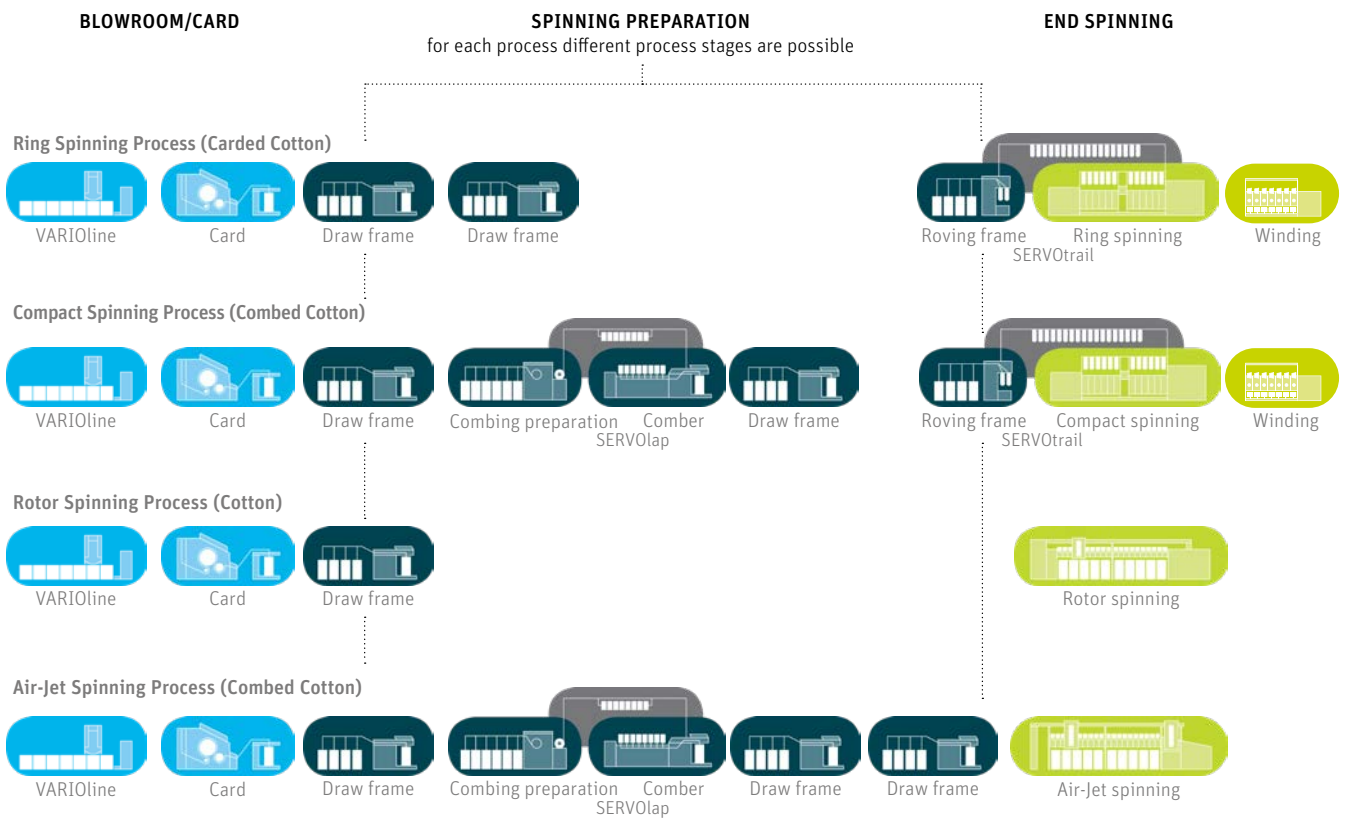 BLOWROOM/CARD
SPINNING PREPARATION
for each process different process stages are possible
END SPINNING
Ring Spinning Process (Carded Cotton)
VARIOline
Card
Draw frame
Draw frame
Roving frame
SERVOtrail
Ring spinning
Winding
Compact Spinning Process (Combed Cotton)
VARIOline
Card
Draw frame
Combing preparation
SERVOlap
Comber
Draw frame
Roving frame
SERVOtrail
Compact spinning
Winding
Rotor Spinning Process (Cotton)
VARIOline
Card
Draw frame
Rotor spinning
Air-Jet Spinning Process (Combed Cotton)
VARIOline
Card
Draw frame
Combing preparation
SERVOlap
Comber
Draw frame
Draw frame
Air-Jet spinning